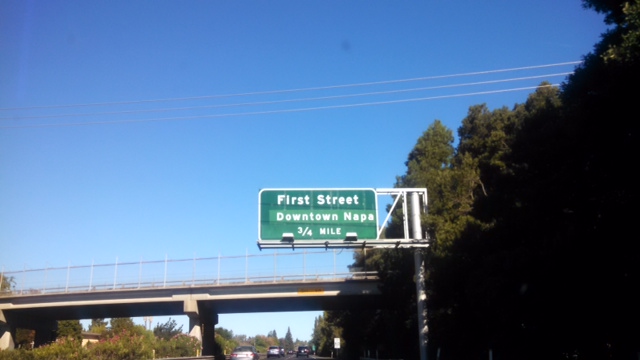 First Street
Downtown Napa
3/4 MILE